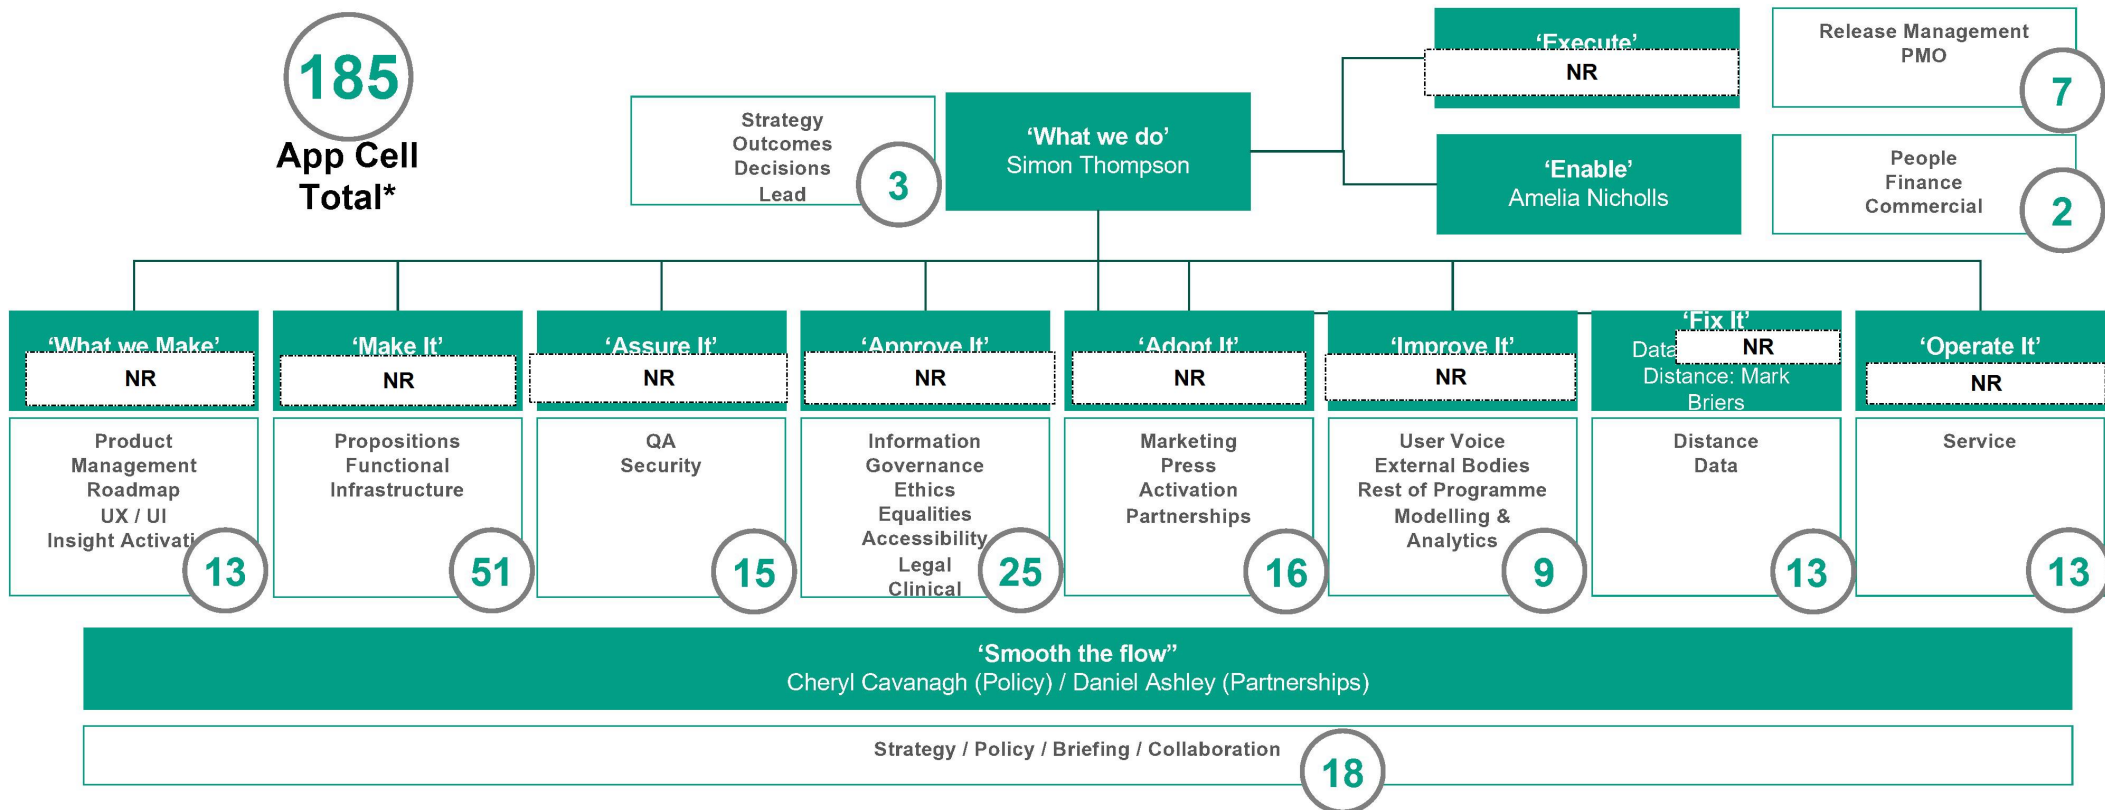 185
App Cell
Total*
Strategy
Outcomes
Decisions
Lead
3
‘What we do’
Simon Thompson
‘Execute’
NR
Release Management
PMO
7
‘Enable’
Amelia Nicholls
People
Finance
Commercial
2
‘What we Make’
NR
Product
Management
Roadmap
UX / UI
Insight
13
‘Make It’
NR
Propositions
Functional
Infrastructure
51
‘Assure It’
NR
QA
Security
15
‘Approve It’
NR
Information
Governance
Ethics
Equalities
Accessibility
Legal
Clinical
25
‘Adopt It’
NR
Marketing
Press
Activation
Partnerships
16
‘Improve It’
NR
User Voice
External Bodies
Rest of Programme
Modelling &
Analytics
9
‘Fix It’
Data
NR
Distance: Mark
Briers
Distance
Data
13
‘Operate It’
NR
Service
13
‘Smooth the flow”
Cheryl Cavanagh (Policy) / Daniel Ashley (Partnerships)
Strategy / Policy / Briefing / Collaboration
18